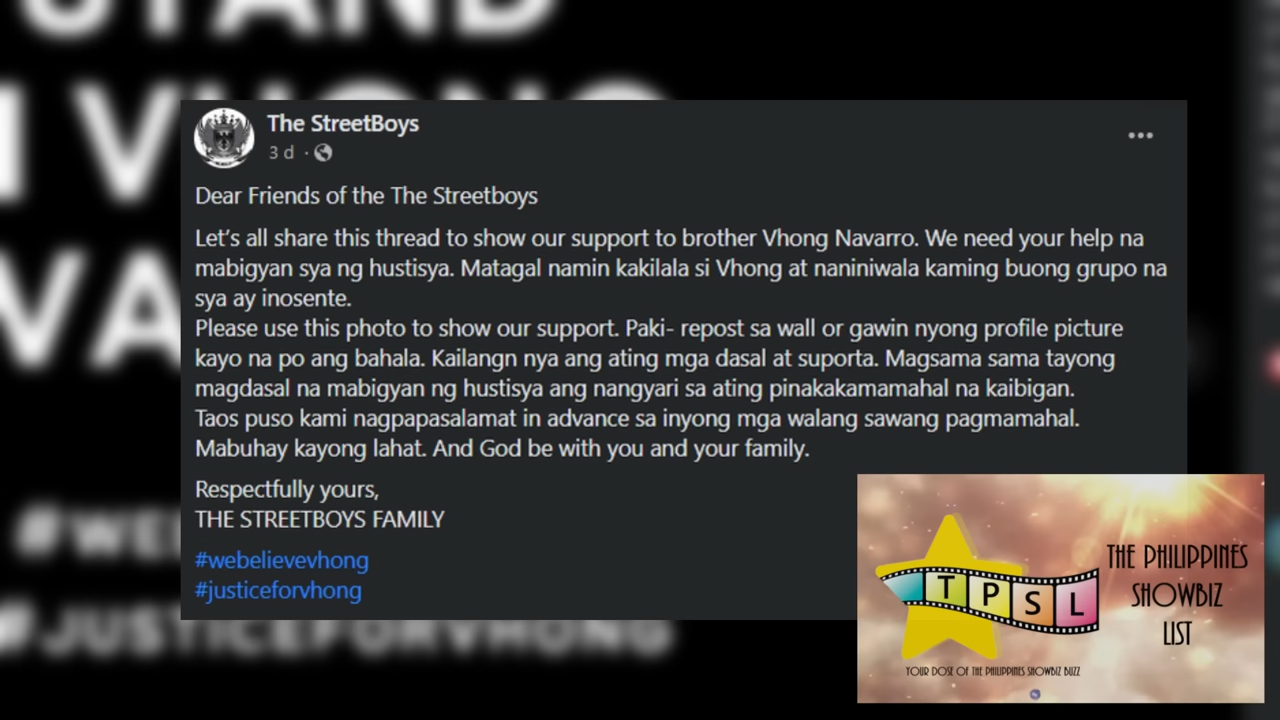 STAND
VHONG
VA
#WE
#JUSTICEFORVHONG
The StreetBoys
3 d ·
Dear Friends of the The Streetboys
Let's all share this thread to show our support to brother Vhong Navarro. We need your help na
mabigyan sya ng hustisya. Matagal namin kakilala si Vhong at naniniwala kaming buong grupo na
sya ay inosente.
Please use this photo to show our support. Paki- repost sa wall or gawin nyong profile picture
kayo na po ang bahala. Kailangn nya ang ating mga dasal at suporta. Magsama sama tayong
magdasal na mabigyan ng hustisya ang nangyari sa ating pinakakamamahal na kaibigan.
Taos puso kami nagpapasalamat in advance sa inyong mga walang sawang pagmamahal.
Mabuhay kayong lahat. And God be with you and your family.
Respectfully yours,
THE STREETBOYS FAMILY
#webelievevhong
#justiceforvhong
TPSL
THE PHILIPPINES
SHOWBIZ
LIST
YOUR DOSE OF THE PHILIPPINES SHOWBIZ BUZZ